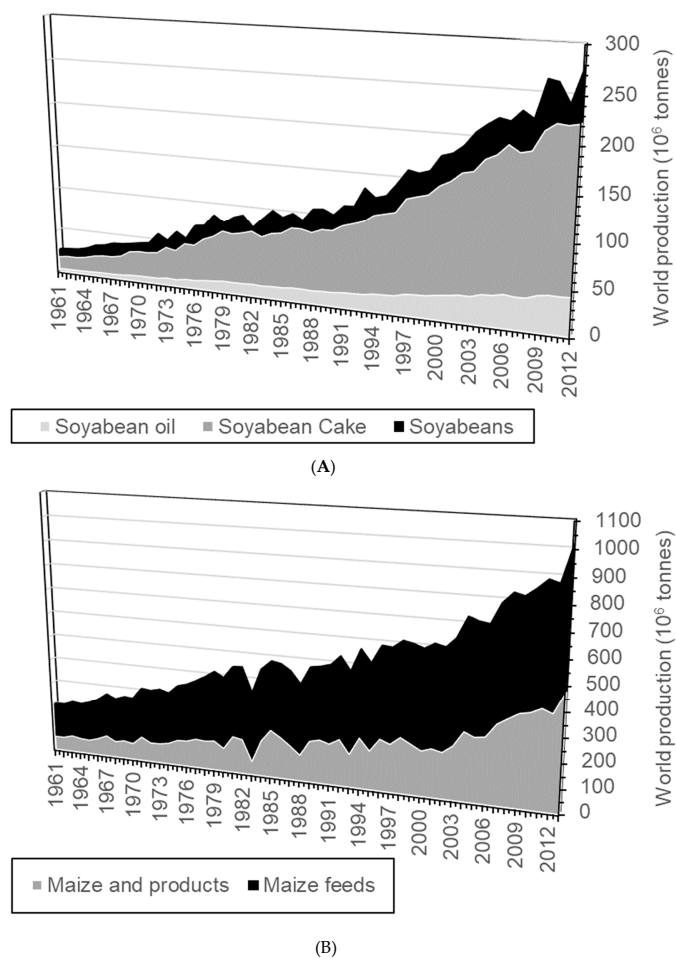 300
250
200
150
100
50
0
World production (10⁶ tonnes)
1961 1964 1967 1970 1973 1976 1979 1982 1985 1988 1991 1994 1997 2000 2003 2006 2009 2012
Soyabean oil Soyabean Cake Soyabeans
(A)
1100
1000
900
800
700
600
500
400
300
200
100
0
World production (10⁶ tonnes)
1961 1964 1967 1970 1973 1976 1979 1982 1985 1988 1991 1994 1997 2000 2003 2006 2009 2012
Maize and products Maize feeds
(B)